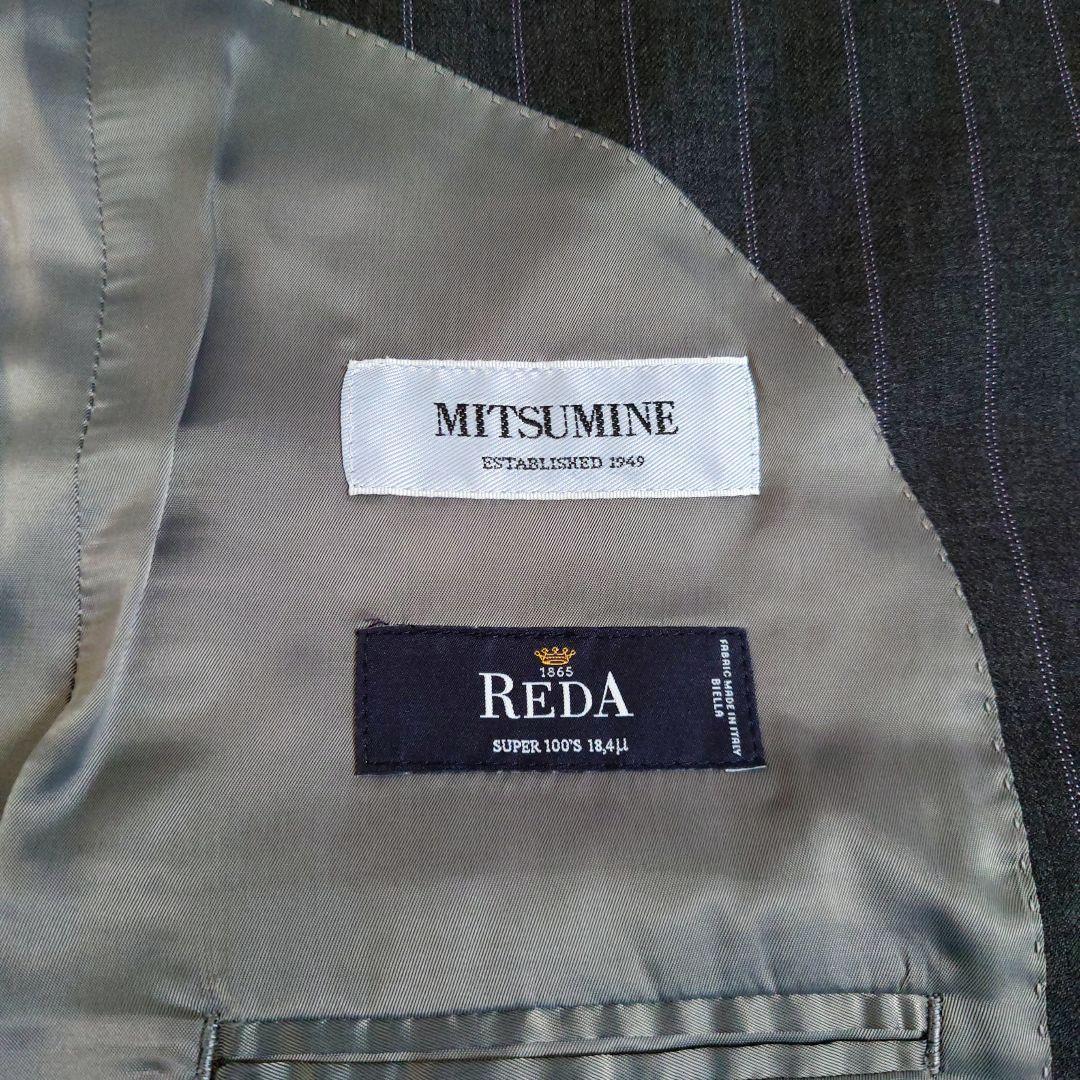 MITSUMINE
ESTABLISHED 1949
1865
REDA
SUPER 100'S 18,4µ
FABRIC MADE IN ITALY
BIELLA